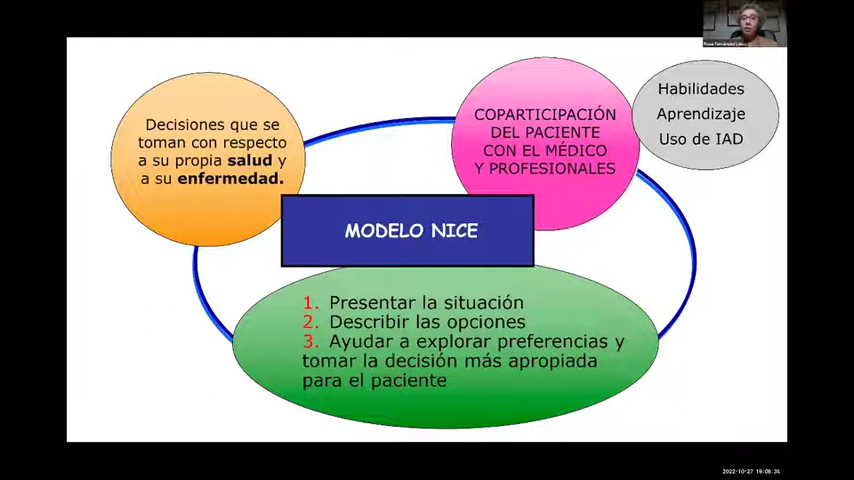 Decisiones que se
toman con respecto
a su propia salud y
a su enfermedad.
COPARTICIPACIÓN
DEL PACIENTE
CON EL MÉDICO
Y PROFESIONALES
Habilidades
Aprendizaje
Uso de IAD
MODELO NICE
1. Presentar la situación
2. Describir las opciones
3. Ayudar a explorar preferencias y
tomar la decisión más apropiada
para el paciente
2022-10-27 19:08:35